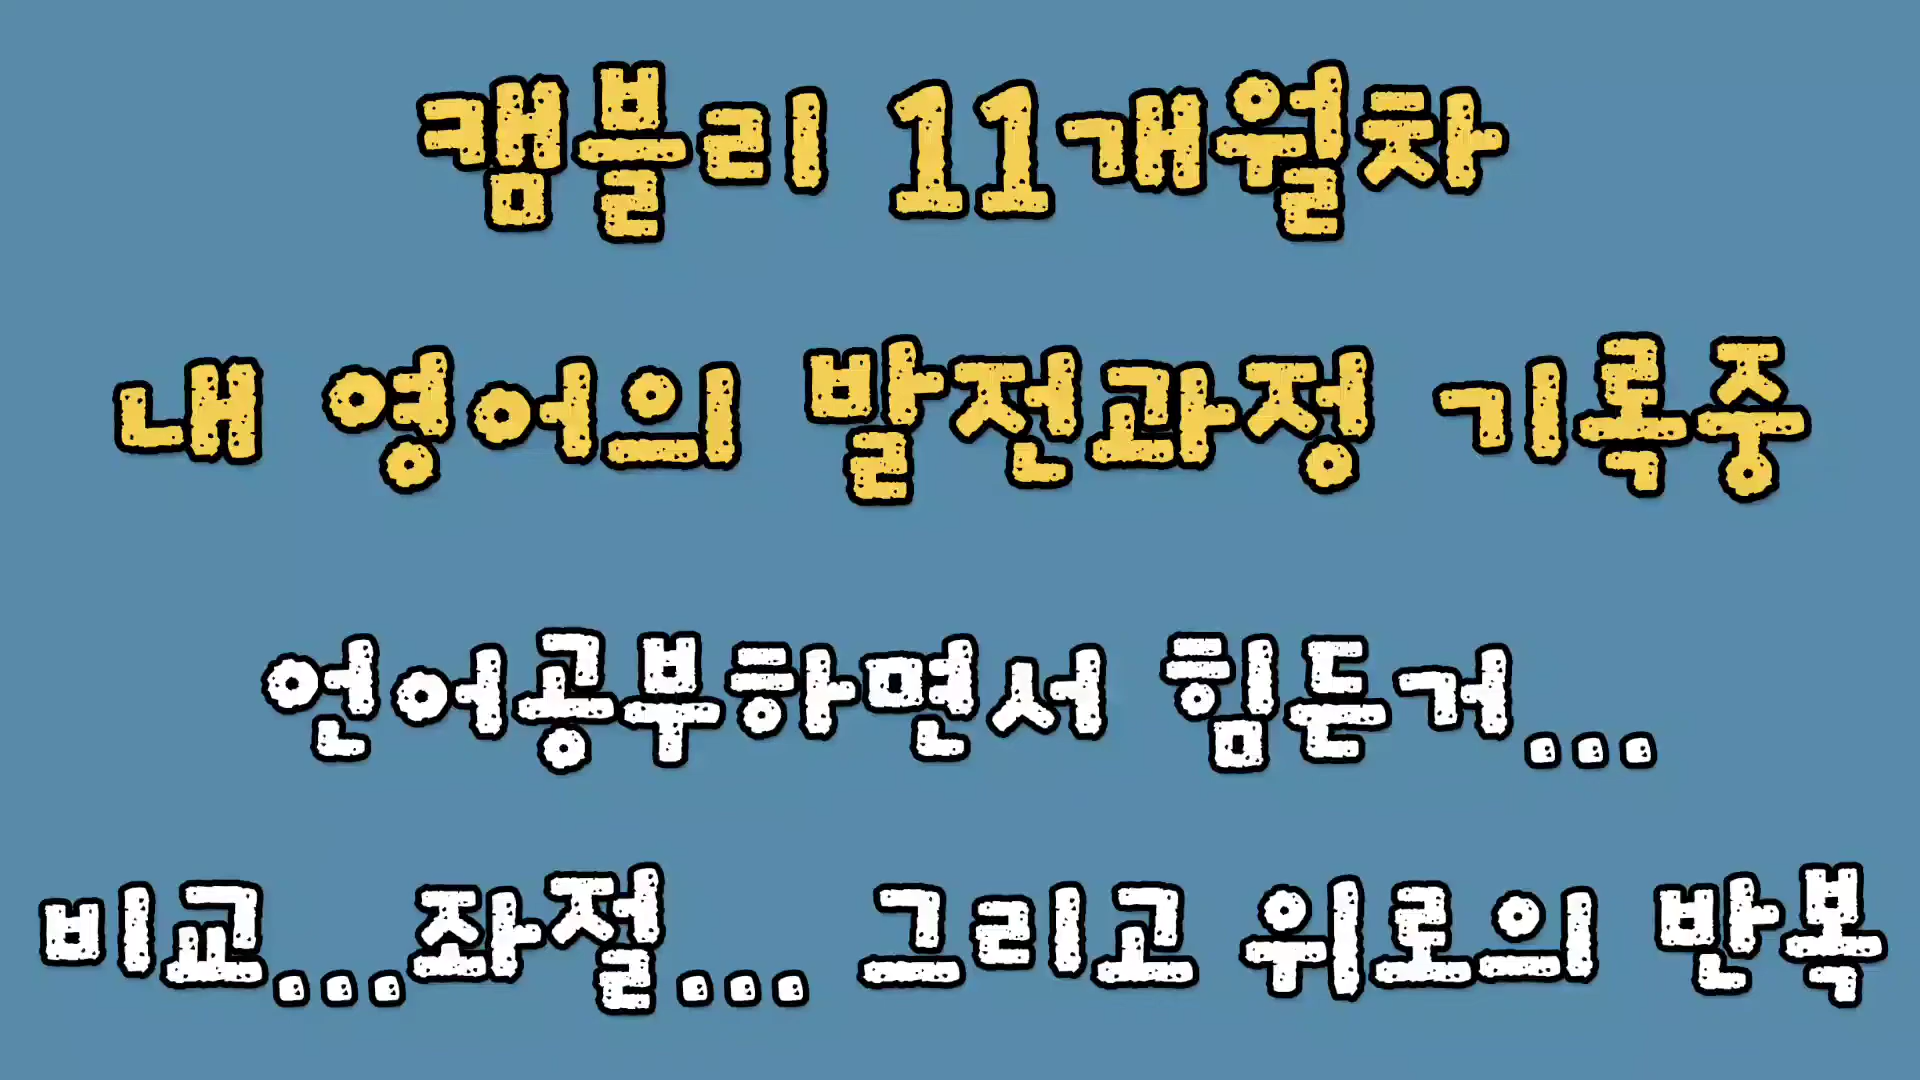 캠블리 11개월차
내 영어의 발전과정 기록중
언어공부하면서 힘든거...
비교...좌절... 그리고 위로의 반복